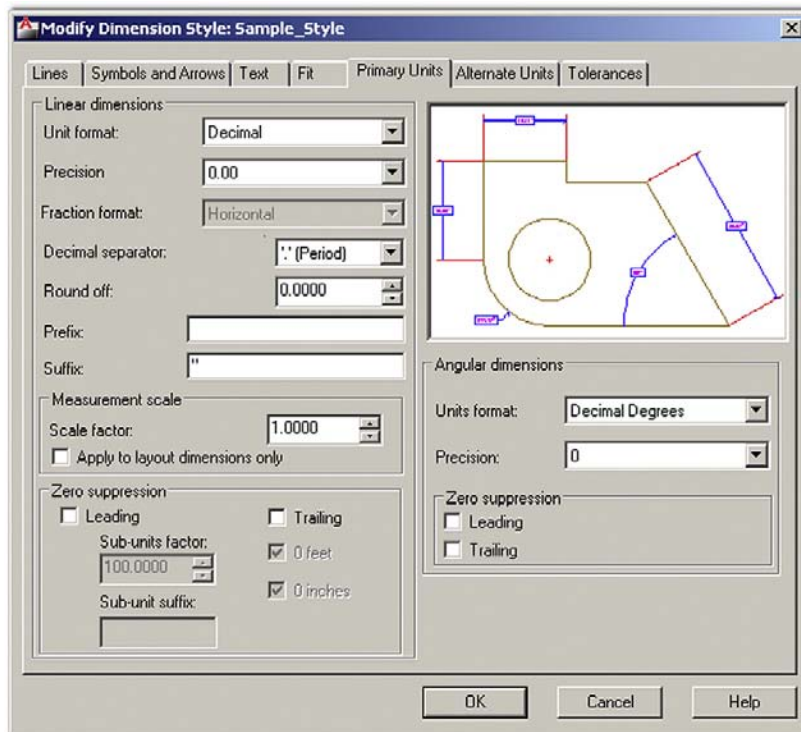 Modify Dimension Style: Sample_Style
Lines
Symbols and Arrows
Text
Fit
Primary Units
Alternate Units
Tolerances
Linear dimensions
Unit format:
Decimal
Precision
0.00
Fraction format:
Horizontal
Decimal separator:
'.' (Period)
Round off:
0.0000
Prefix:
Suffix:
"
Measurement scale
Scale factor:
1.0000
Apply to layout dimensions only
Zero suppression
Leading
Trailing
Sub-units factor:
0 feet
100.0000
0 inches
Sub-unit suffix:
Angular dimensions
Units format:
Decimal Degrees
Precision:
0
Zero suppression
Leading
Trailing
OK
Cancel
Help